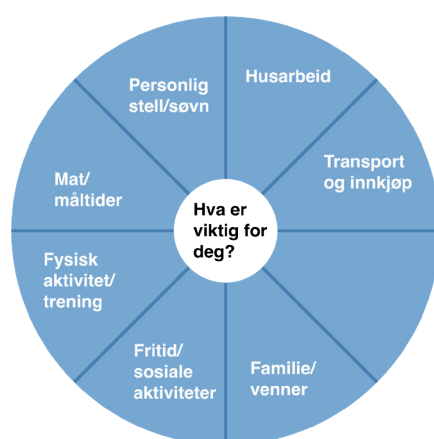 Husarbeid
Transport
og innkjøp
Familie/
venner
Fritid/
sosiale
aktiviteter
Fysisk
aktivitet/
trening
Mat/
måltider
Personlig
stell/søvn
Hva er
viktig for
deg?